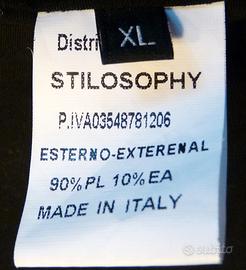 Distri
XL
STILOSOPHY
P.IVA03548781206
ESTERNO-EXTERENAL
90%PL 10%EA
MADE IN ITALY
subito